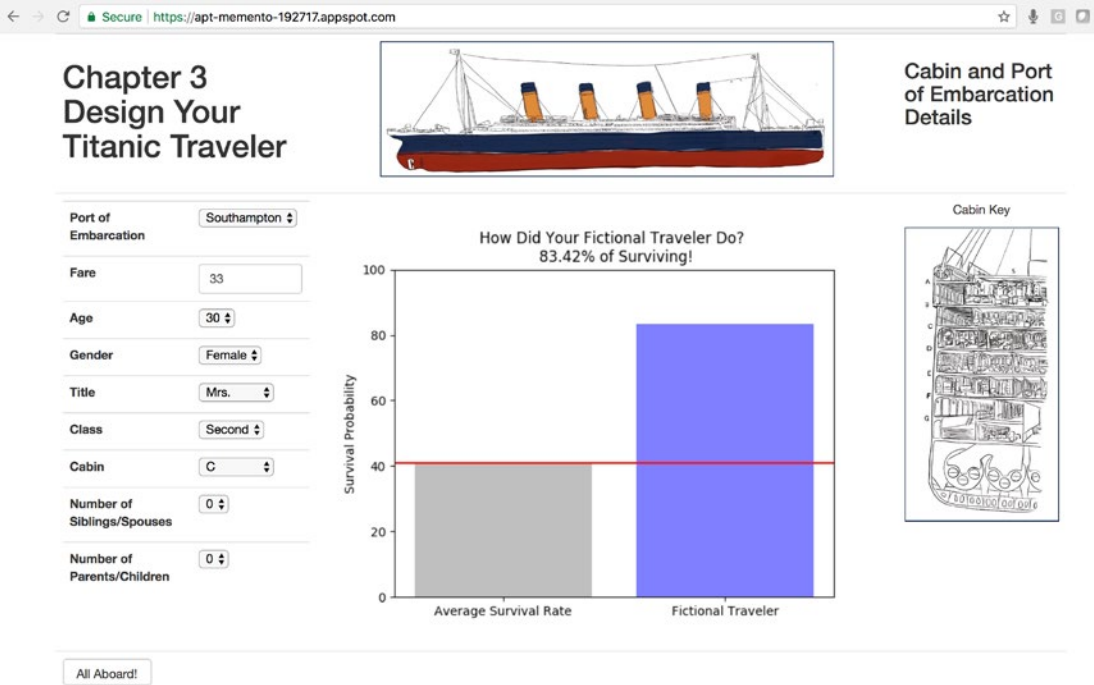 Secure https://apt-memento-192717.appspot.com
Chapter 3
Design Your
Titanic Traveler
Cabin and Port
of Embarcation
Details
Port of
Embarcation
Southampton
Fare
33
Age
30
Gender
Female
Title
Mrs.
Class
Second
Cabin
C
Number of
Siblings/Spouses
0
Number of
Parents/Children
0
How Did Your Fictional Traveler Do?
83.42% of Surviving!
Survival Probability
100
80
60
40
20
0
Average Survival Rate
Fictional Traveler
Cabin Key
S
A
B
C
D
E
F
G
All Aboard!